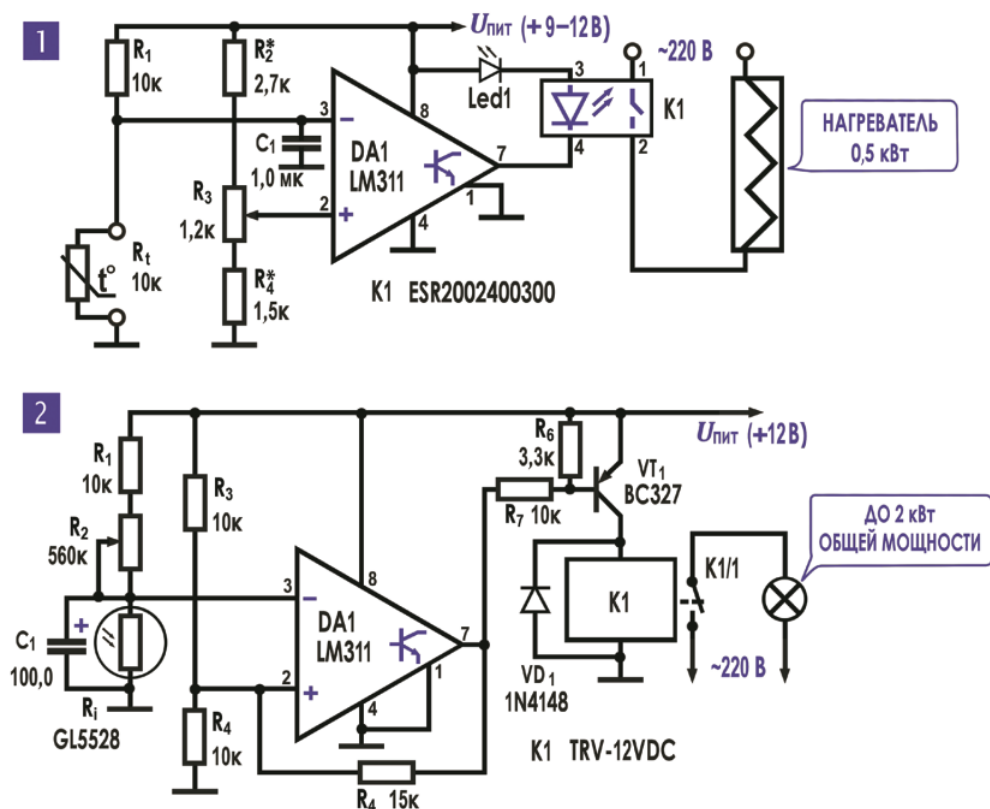 1
Uпит (+9–12В)
R1
10к
R2*
2,7к
Led1
3
4
~220 В
1
2
K1
НАГРЕВАТЕЛЬ
0,5 кВт
3
−
8
C1
1,0 мк
DA1
LM311
7
1
R3
1,2к
2
+
4
Rt
10к
t°
R4*
1,5к
K1 ESR2002400300
2
Uпит (+12В)
R1
10к
R3
10к
R6
3,3к
VT1
BC327
R7 10к
R2
560к
ДО 2 кВт
ОБЩЕЙ МОЩНОСТИ
K1/1
3
−
8
K1
DA1
LM311
7
1
C1
+
100,0
2
+
4
~220 В
VD1
1N4148
Ri
GL5528
R4
10к
K1 TRV-12VDC
R4 15к